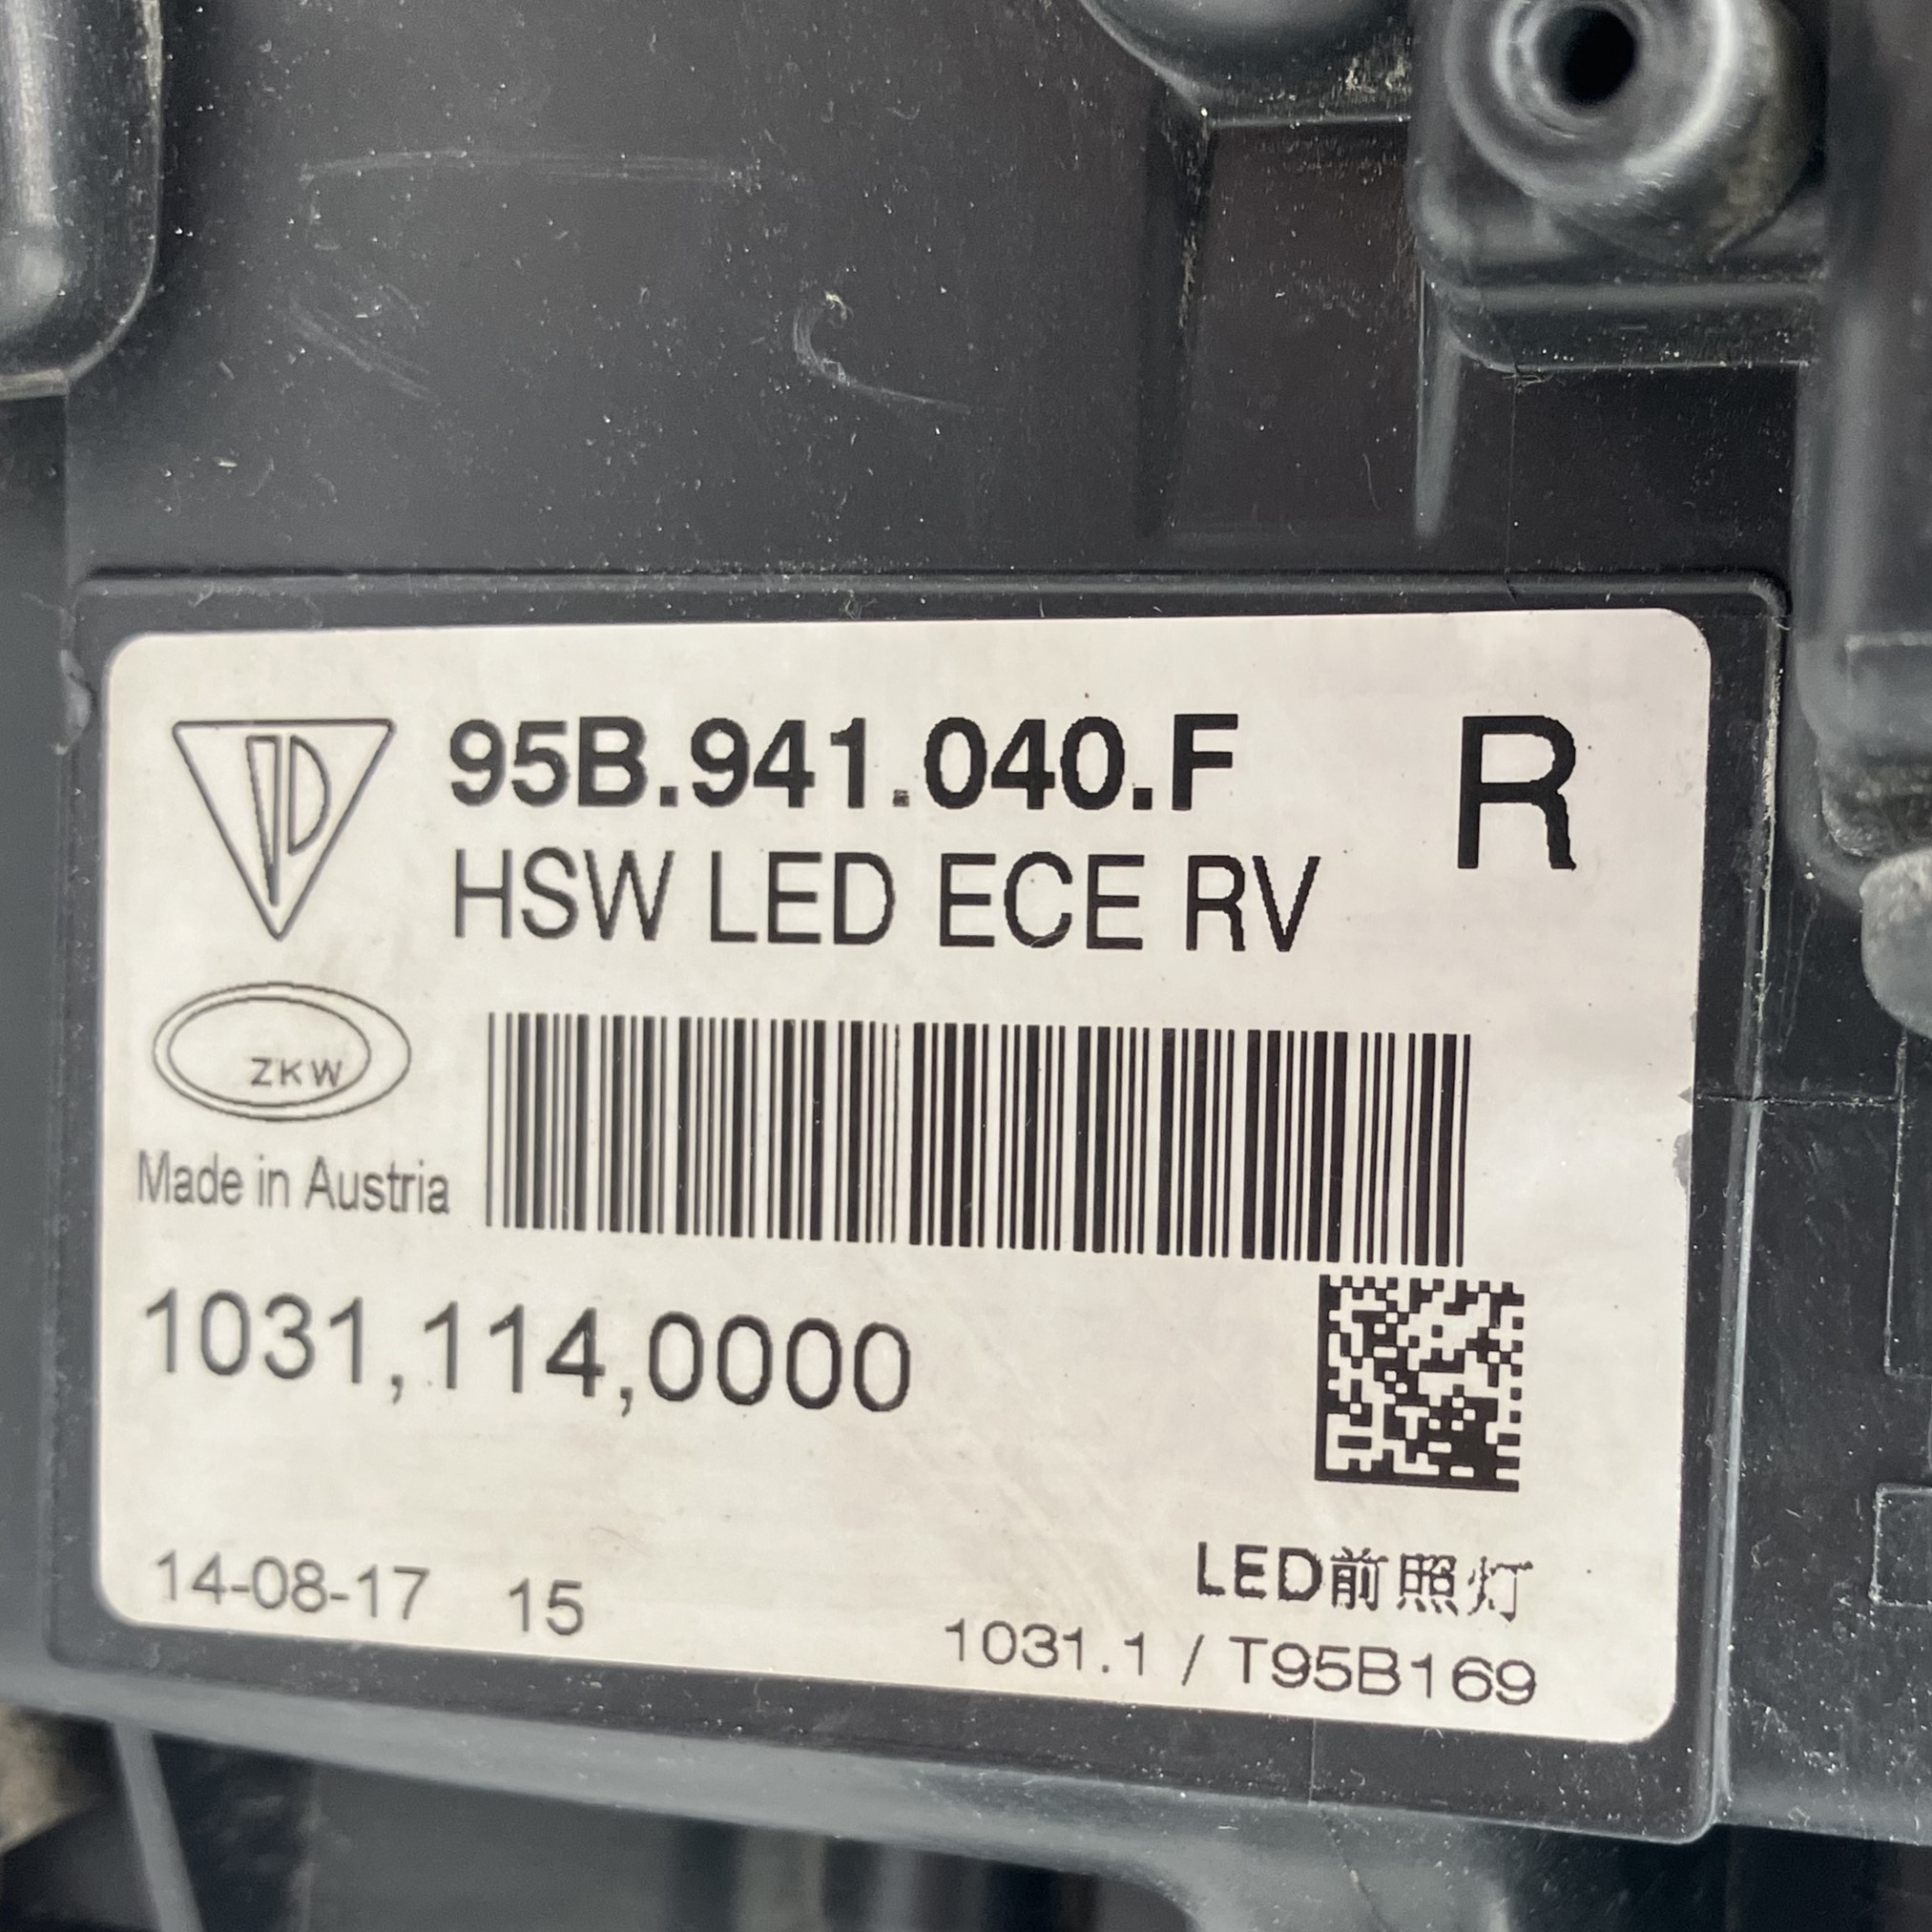 95B.941.040.F
R
HSW LED ECE RV
ZKW
Made in Austria
1031,114,0000
14-08-17 15
LED前照灯
1031.1 / T95B169